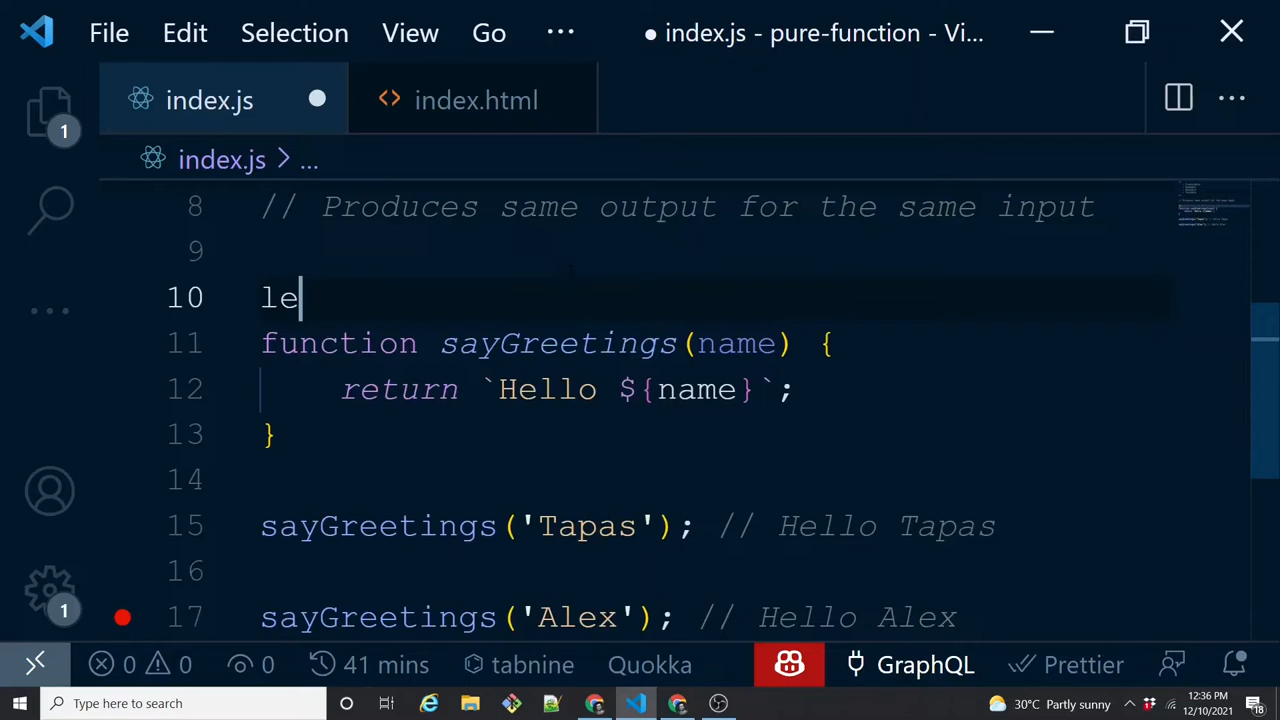 File Edit Selection View Go ··· ● index.js - pure-function - Vi...
index.js ● index.html
index.js > ...
8 // Produces same output for the same input
9
10 le
11 function sayGreetings(name) {
12 return `Hello ${name}`;
13 }
14
15 sayGreetings('Tapas'); // Hello Tapas
16
17 sayGreetings('Alex'); // Hello Alex
1
1
0 0 0 41 mins tabnine Quokka GraphQL Prettier
Type here to search
30°C Partly sunny
12:36 PM
12/10/2021
18